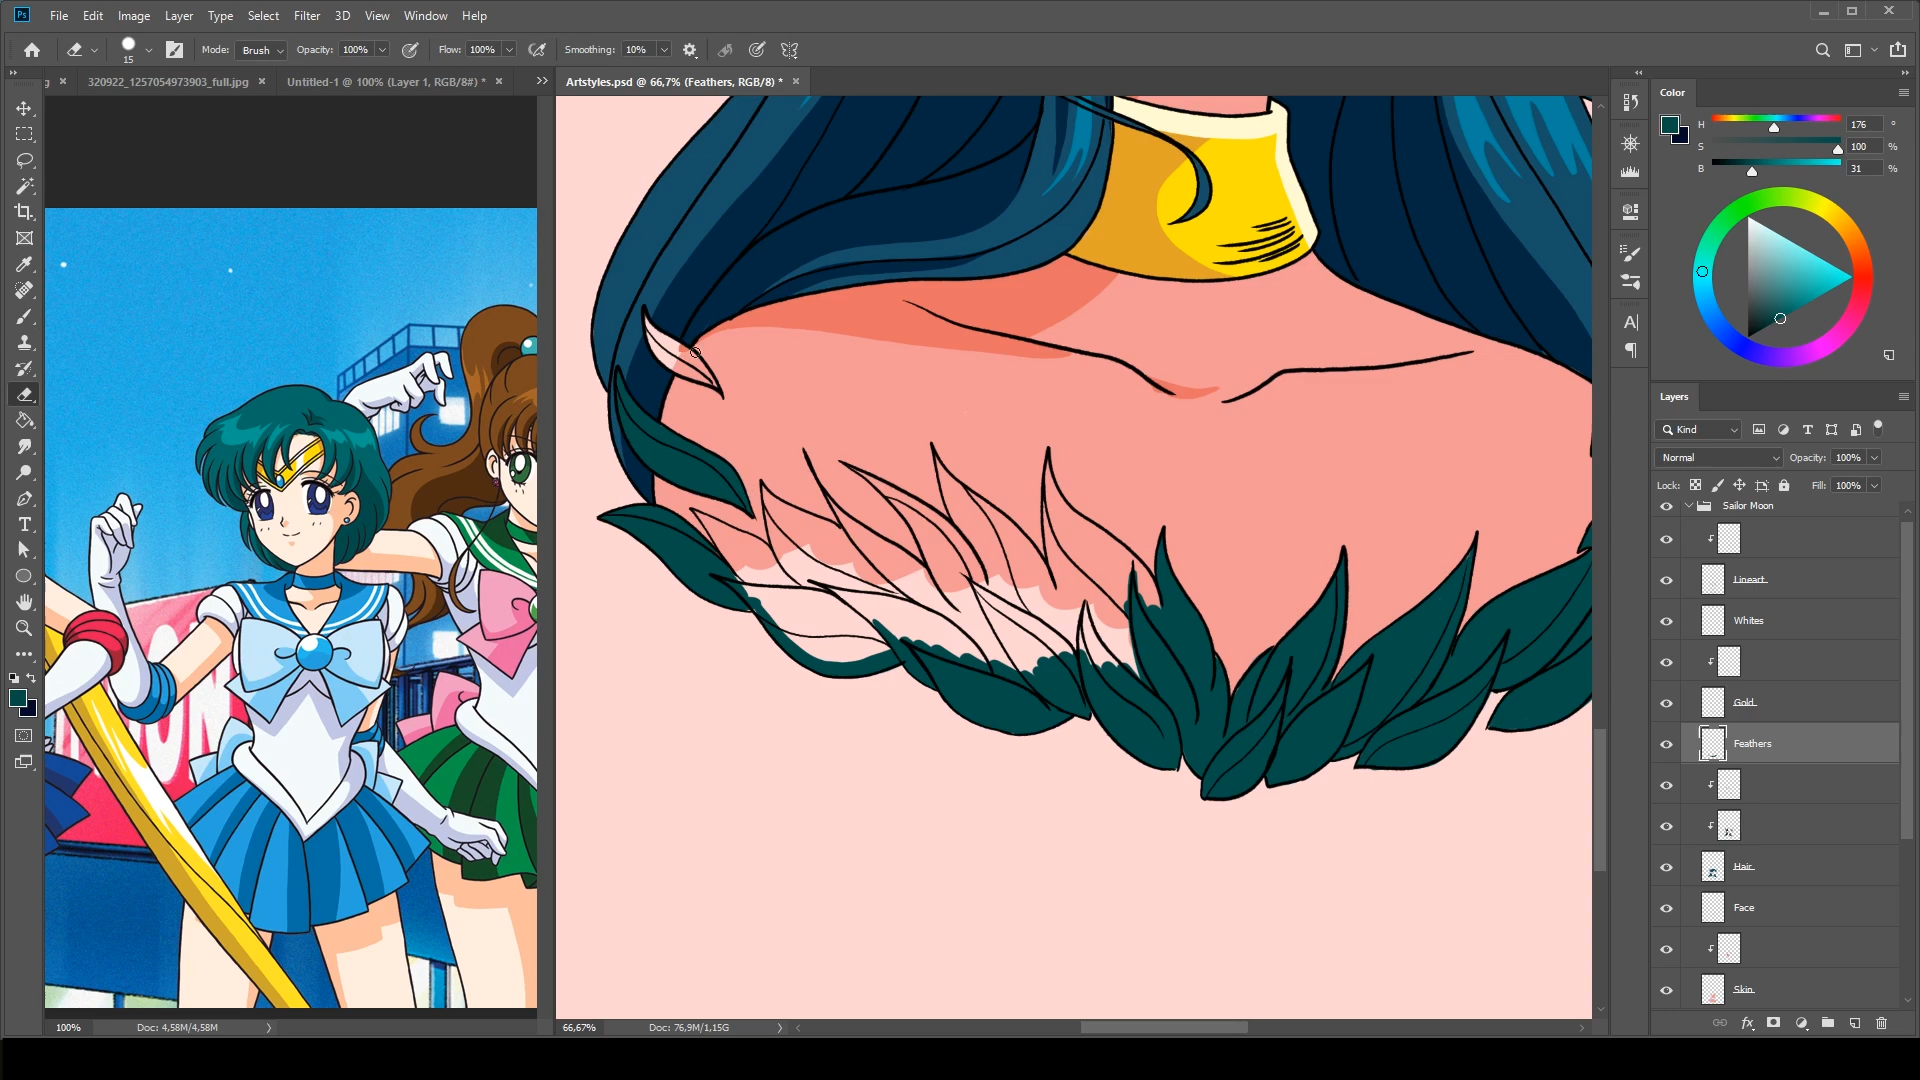 Ps File Edit Image Layer Type Select Filter 3D View Window Help
15 Mode: Brush Opacity: 100% Flow: 100% Smoothing: 10%
g × 320922_1257054973903_full.jpg × Untitled-1 @ 100% (Layer 1, RGB/8#) * × Artstyles.psd @ 66,7% (Feathers, RGB/8) * ×
Color
H 176 °
S 100 %
B 31 %
Layers
Kind
Normal Opacity: 100%
Lock: Fill: 100%
Sailor Moon
Lineart
Whites
Gold
Feathers
Hair
Face
Skin
fx
100% Doc: 4,58M/4,58M
66,67% Doc: 76,9M/1,15G